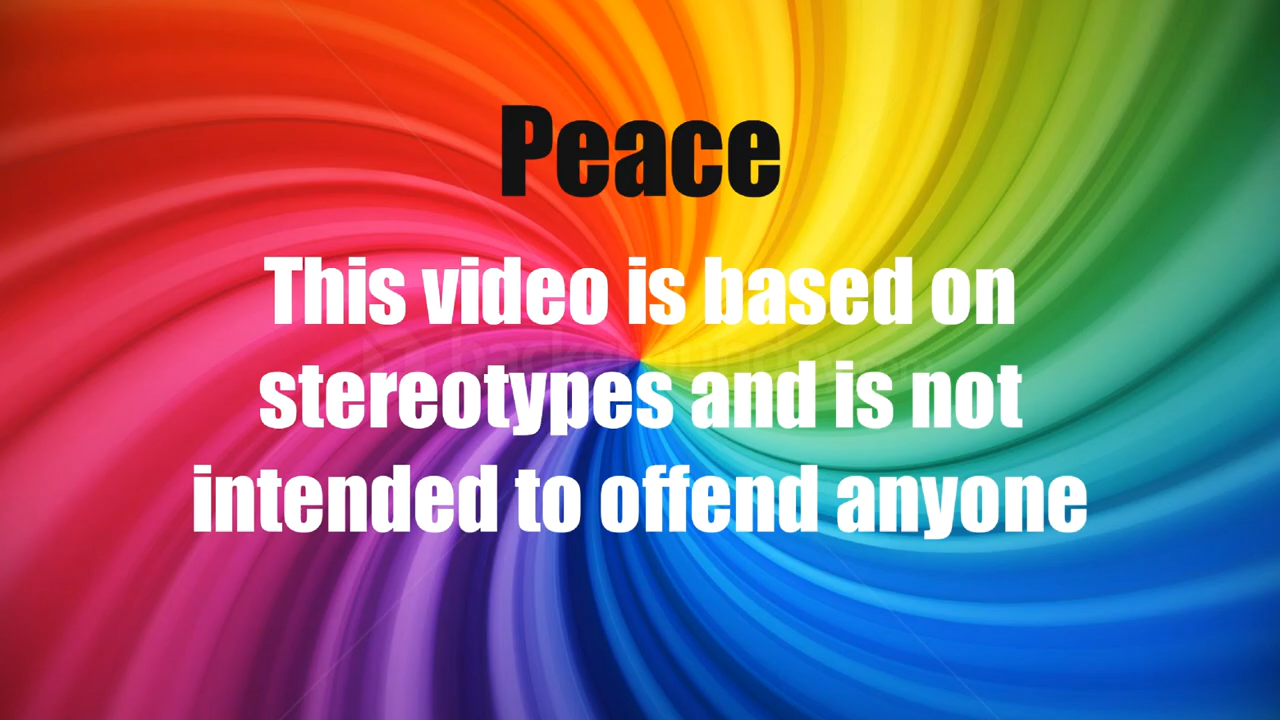 Peace
This video is based on
stereotypes and is not
intended to offend anyone